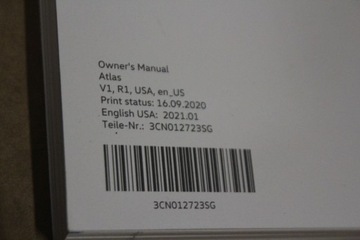 Owner's Manual
Atlas
V1, R1, USA, en_US
Print status: 16.09.2020
English USA: 2021.01
Teile-Nr.: 3CN012723SG
3CN012723SG